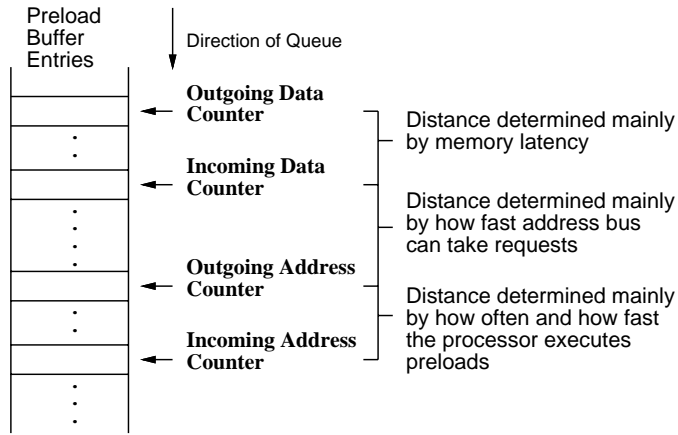 Preload
Buffer
Entries
Direction of Queue
Outgoing Data
Counter
Incoming Data
Counter
Outgoing Address
Counter
Incoming Address
Counter
Distance determined mainly
by memory latency
Distance determined mainly
by how fast address bus
can take requests
Distance determined mainly
by how often and how fast
the processor executes
preloads